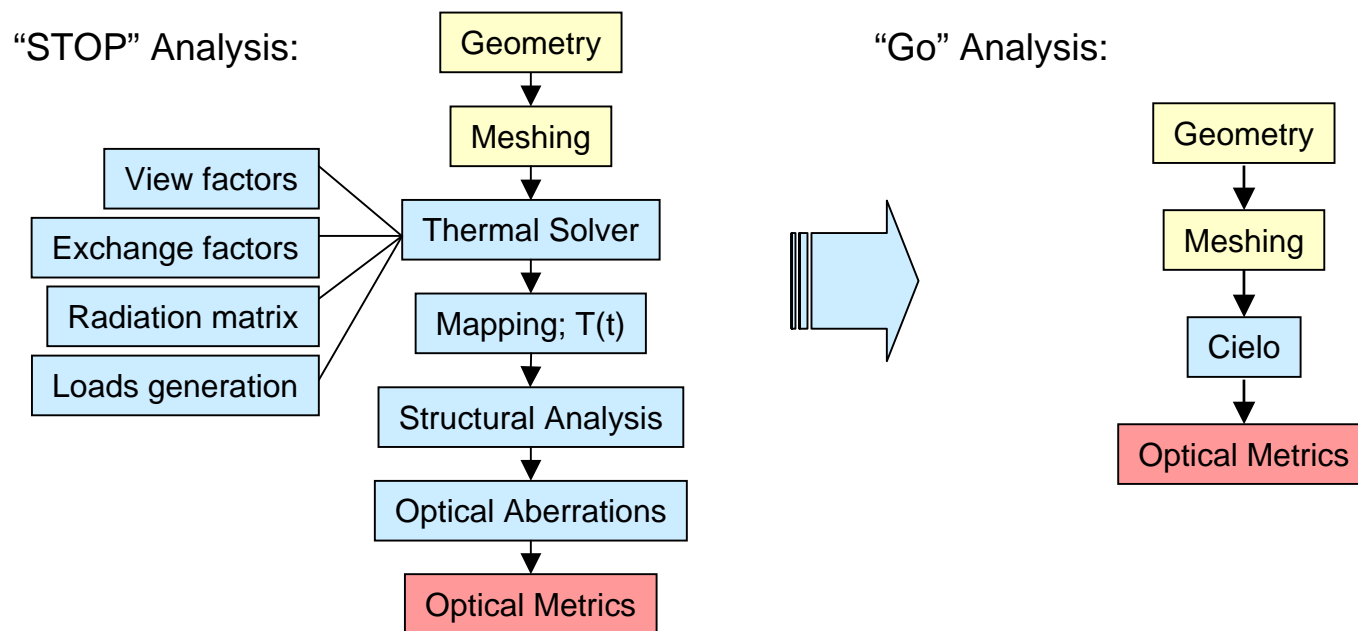 “STOP” Analysis:
Geometry
Meshing
View factors
Exchange factors
Radiation matrix
Loads generation
Thermal Solver
Mapping; T(t)
Structural Analysis
Optical Aberrations
Optical Metrics
“Go” Analysis:
Geometry
Meshing
Cielo
Optical Metrics